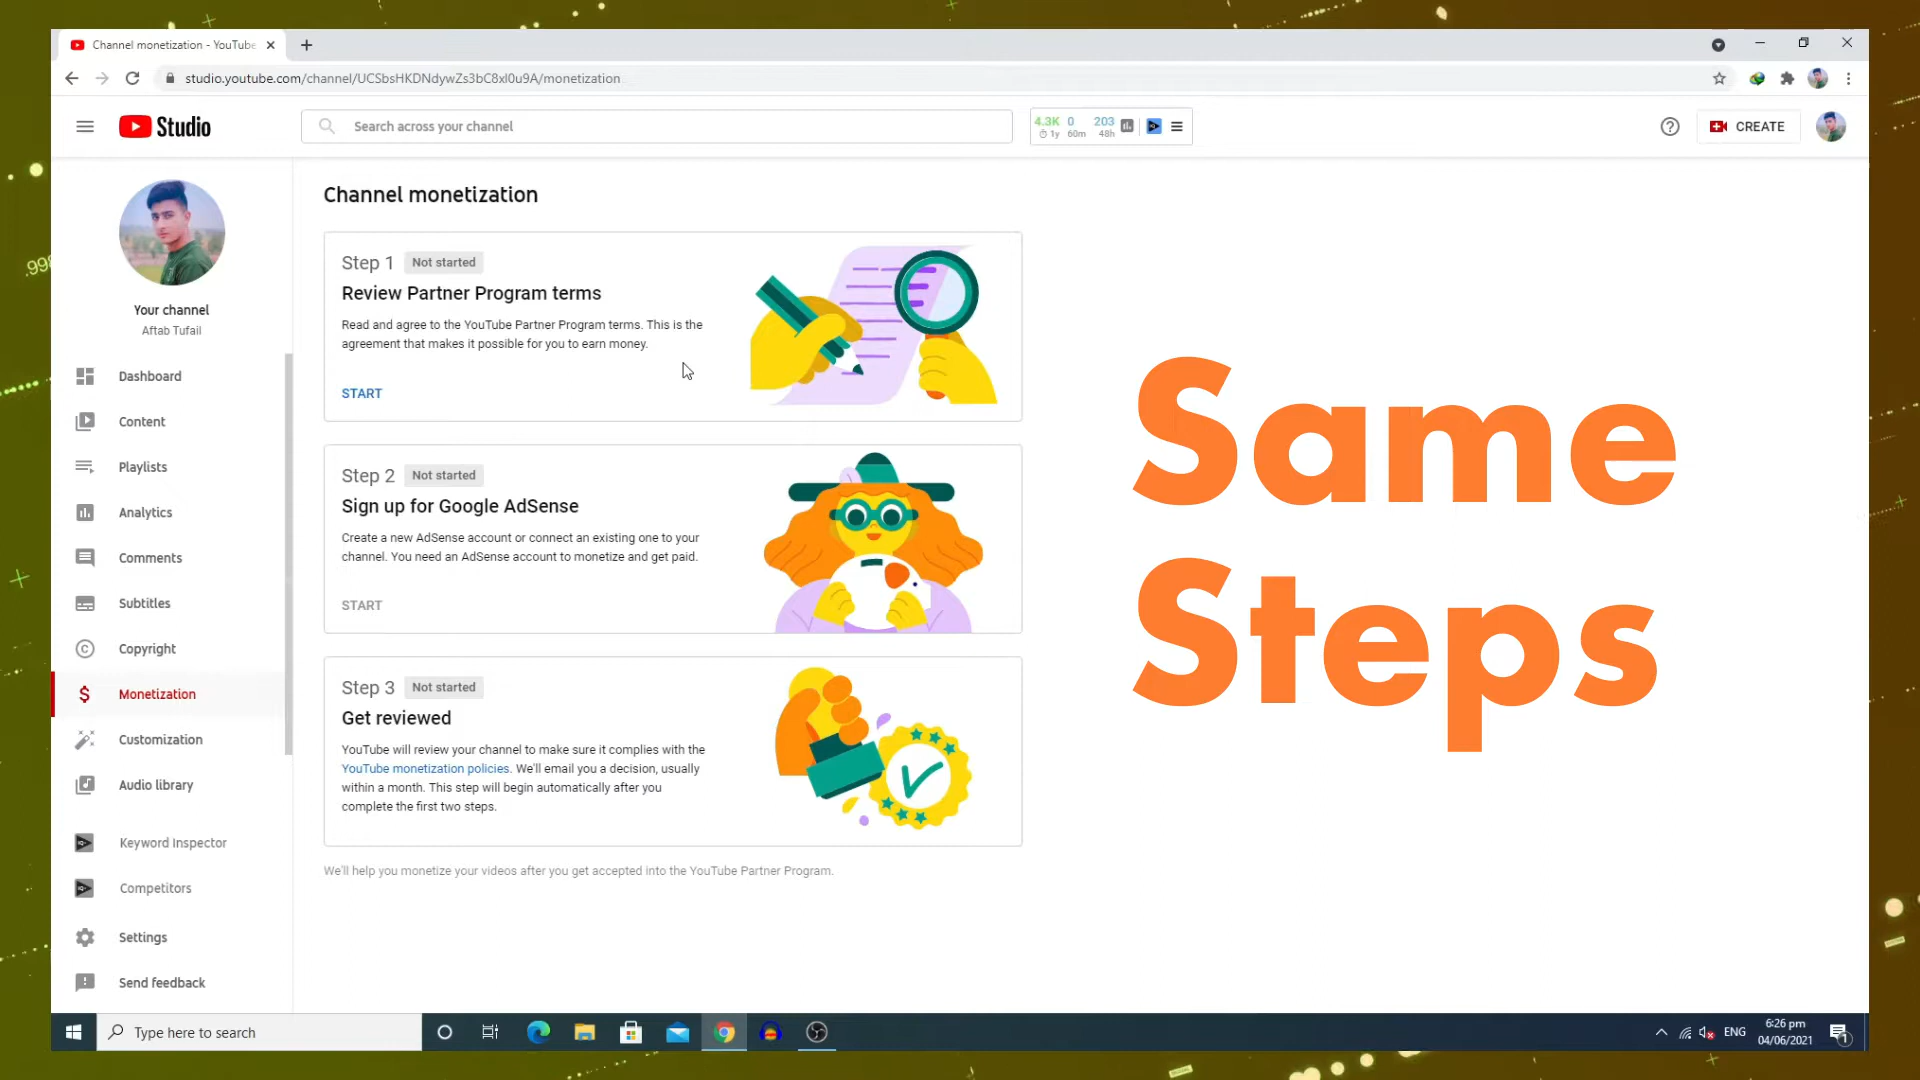 Channel monetization - YouTube
studio.youtube.com/channel/UCSbsHKDNdywZs3bC8xl0u9A/monetization
Studio
Search across your channel
4.3K 0 203
1y 60m 48h
CREATE
Your channel
Aftab Tufail
Dashboard
Content
Playlists
Analytics
Comments
Subtitles
Copyright
Monetization
Customization
Audio library
Keyword Inspector
Competitors
Settings
Send feedback
Channel monetization
Step 1 Not started
Review Partner Program terms
Read and agree to the YouTube Partner Program terms. This is the
agreement that makes it possible for you to earn money.
START
Step 2 Not started
Sign up for Google AdSense
Create a new AdSense account or connect an existing one to your
channel. You need an AdSense account to monetize and get paid.
START
Step 3 Not started
Get reviewed
YouTube will review your channel to make sure it complies with the
YouTube monetization policies. We'll email you a decision, usually
within a month. This step will begin automatically after you
complete the first two steps.
We'll help you monetize your videos after you get accepted into the YouTube Partner Program.
Same
Steps
Type here to search
ENG
6:26 pm
04/06/2021
1